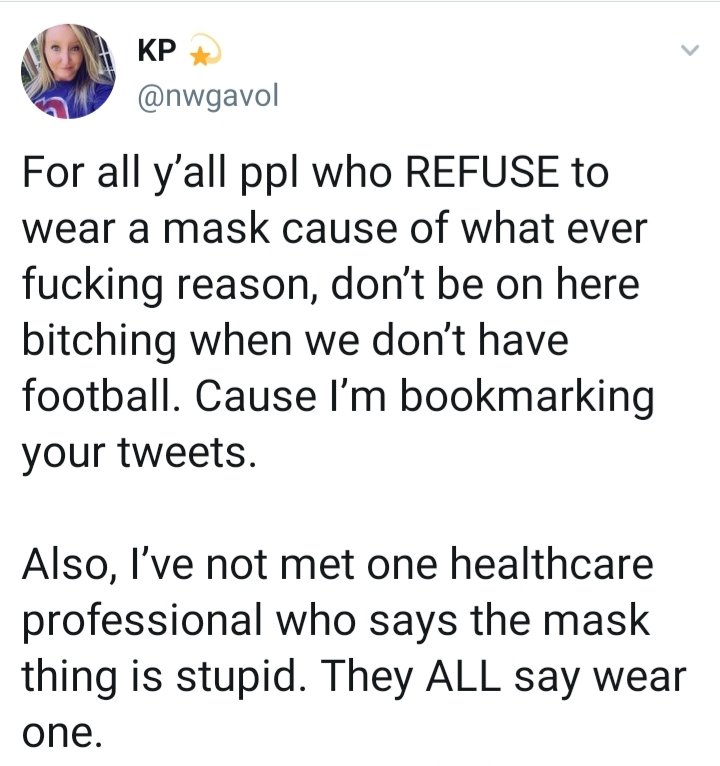 KP 💫
@nwgavol
For all y’all ppl who REFUSE to
wear a mask cause of what ever
fucking reason, don’t be on here
bitching when we don’t have
football. Cause I’m bookmarking
your tweets.
Also, I’ve not met one healthcare
professional who says the mask
thing is stupid. They ALL say wear
one.